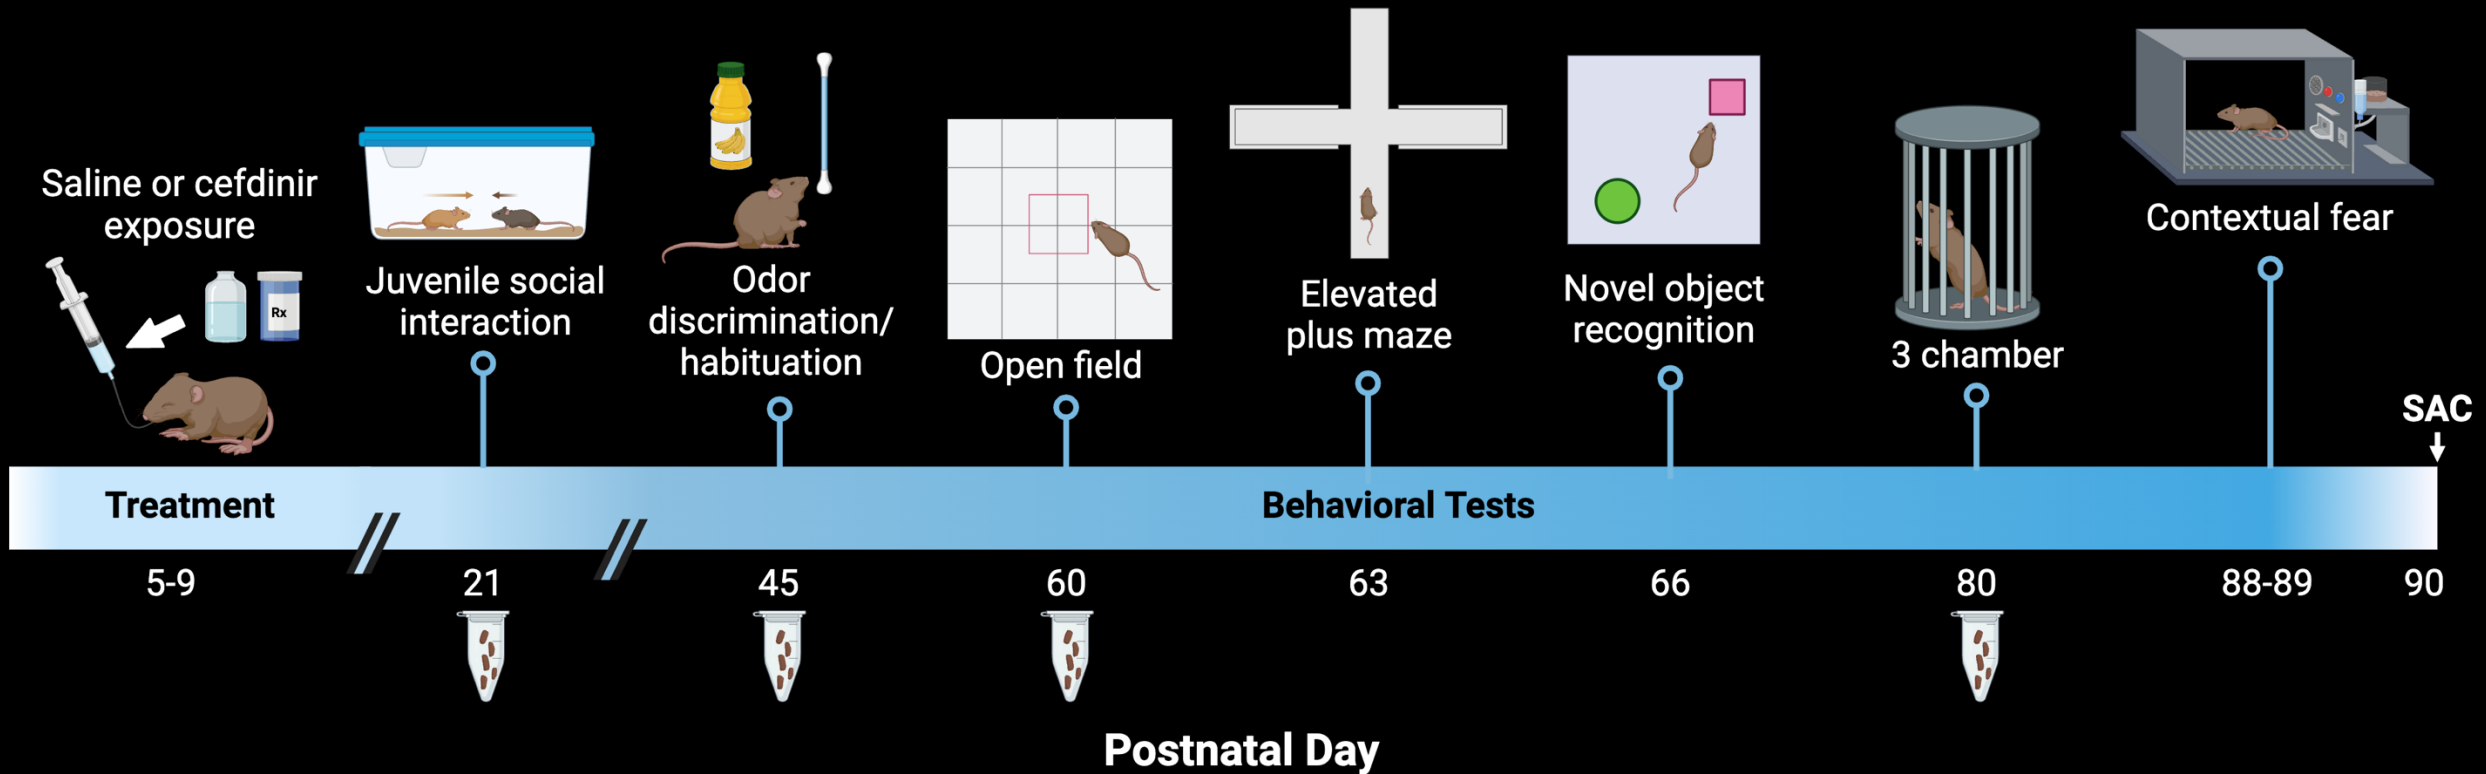 Saline or cefdinir
exposure
Rx
Juvenile social
interaction
Odor
discrimination/
habituation
Open field
Elevated
plus maze
Novel object
recognition
3 chamber
Contextual fear
SAC
Treatment
Behavioral Tests
5-9
21
45
60
63
66
80
88-89
90
Postnatal Day